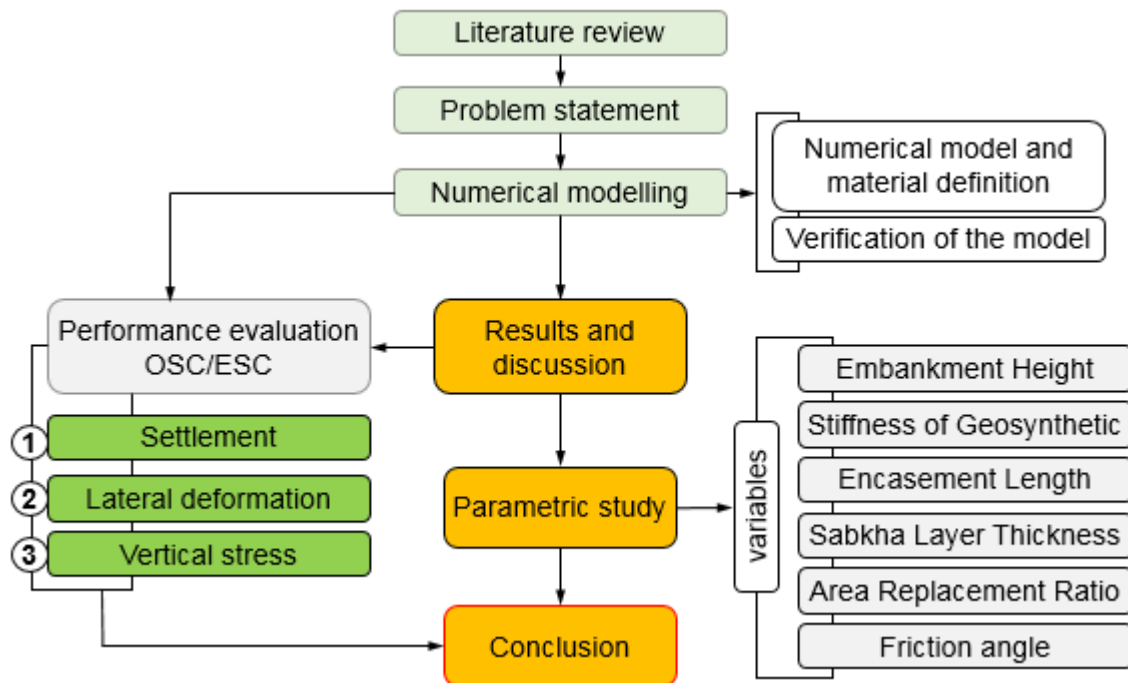 Literature review
Problem statement
Numerical modelling
Numerical model and
material definition
Verification of the model
Performance evaluation
OSC/ESC
1 Settlement
2 Lateral deformation
3 Vertical stress
Results and
discussion
Parametric study
Conclusion
variables
Embankment Height
Stiffness of Geosynthetic
Encasement Length
Sabkha Layer Thickness
Area Replacement Ratio
Friction angle